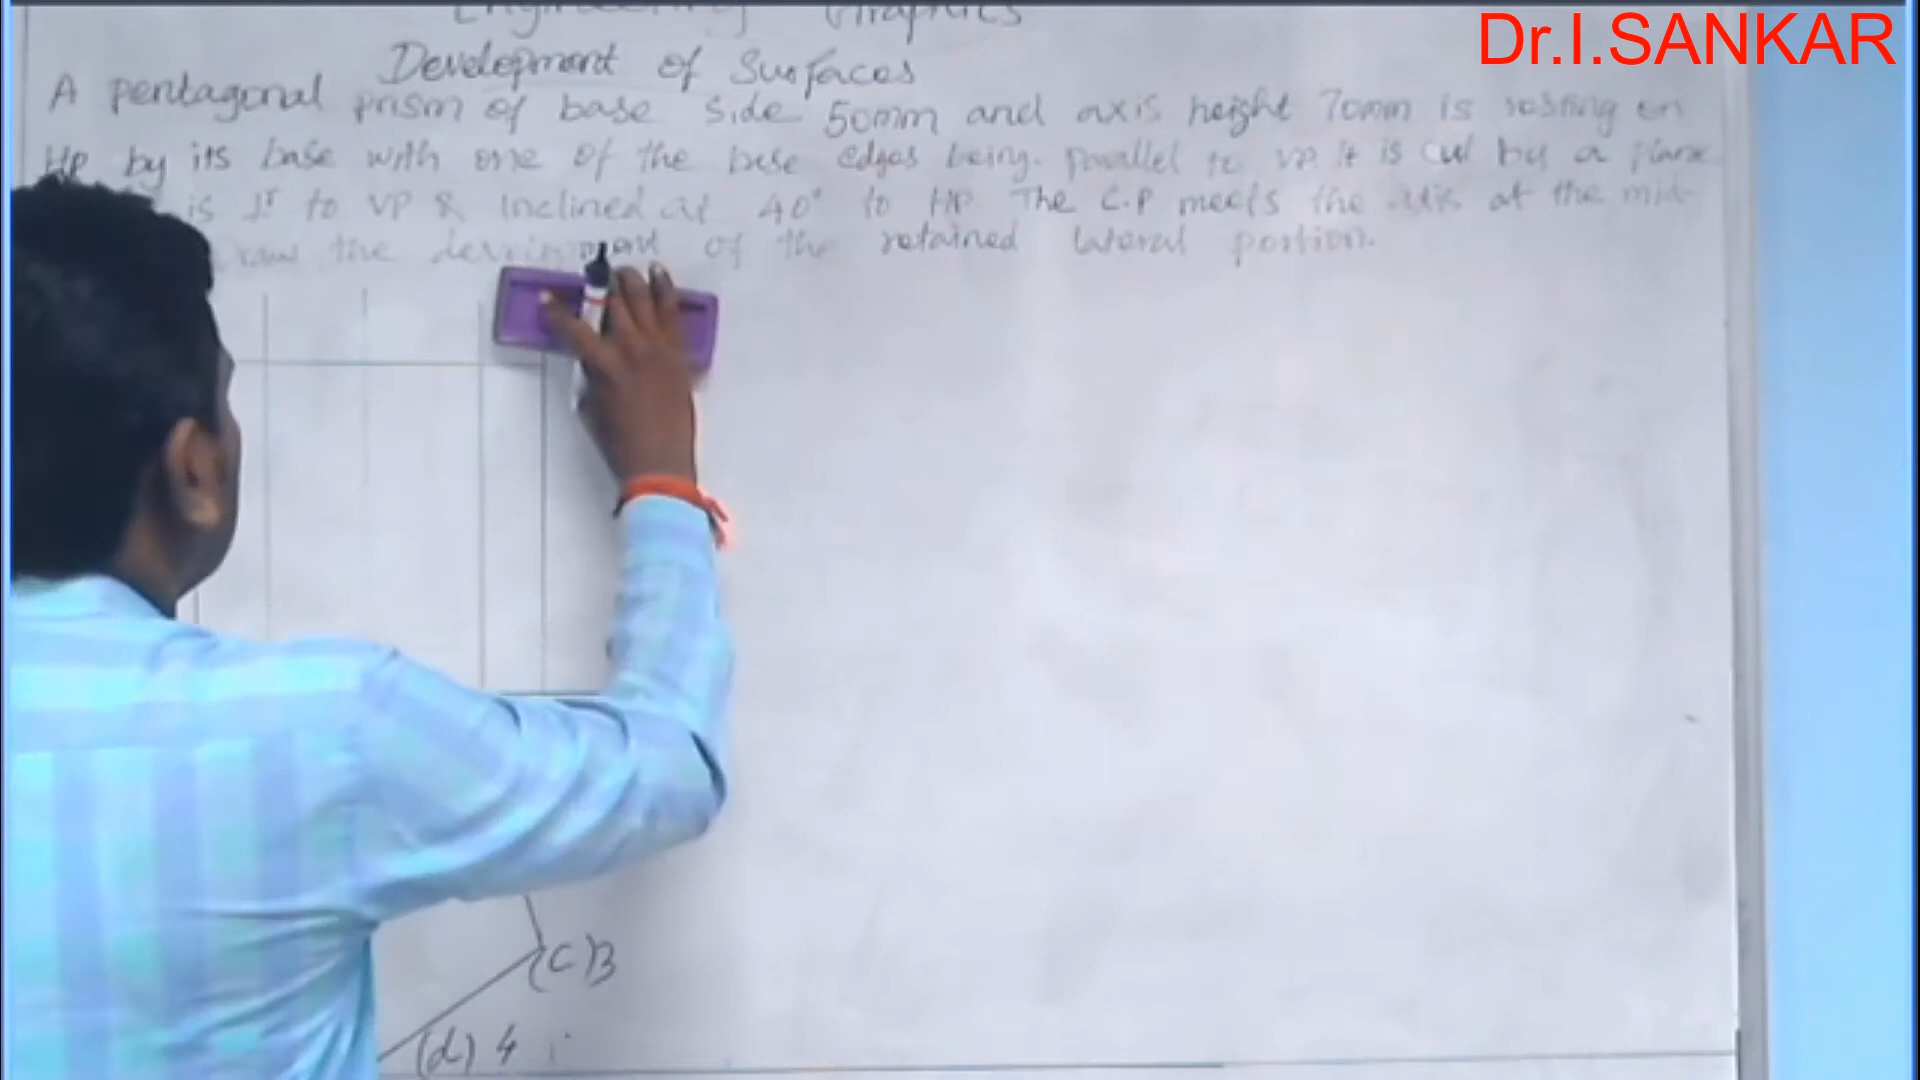 Engineering Graphics
Dr.I.SANKAR
Development of Surfaces
A pentagonal prism of base side 50mm and axis height 70mm is resting on
HP by its base with one of the base edges being parallel to VP. It is cut by a plane
is 1r to VP & inclined at 40° to HP. The C.P meets the axis at the mid-
the of the retained lateral portion.
(c)3
(d) 4